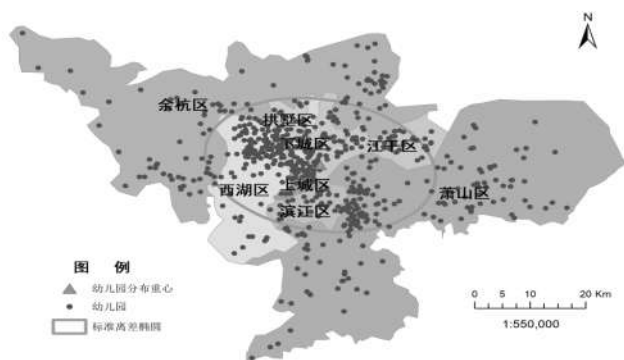 N
余杭区
拱墅区
下城区
江干区
西湖区
上城区
萧山区
滨江区
图 例
幼儿园分布重心
幼儿园
标准离差椭圆
0 5 10 20 Km
1:550,000